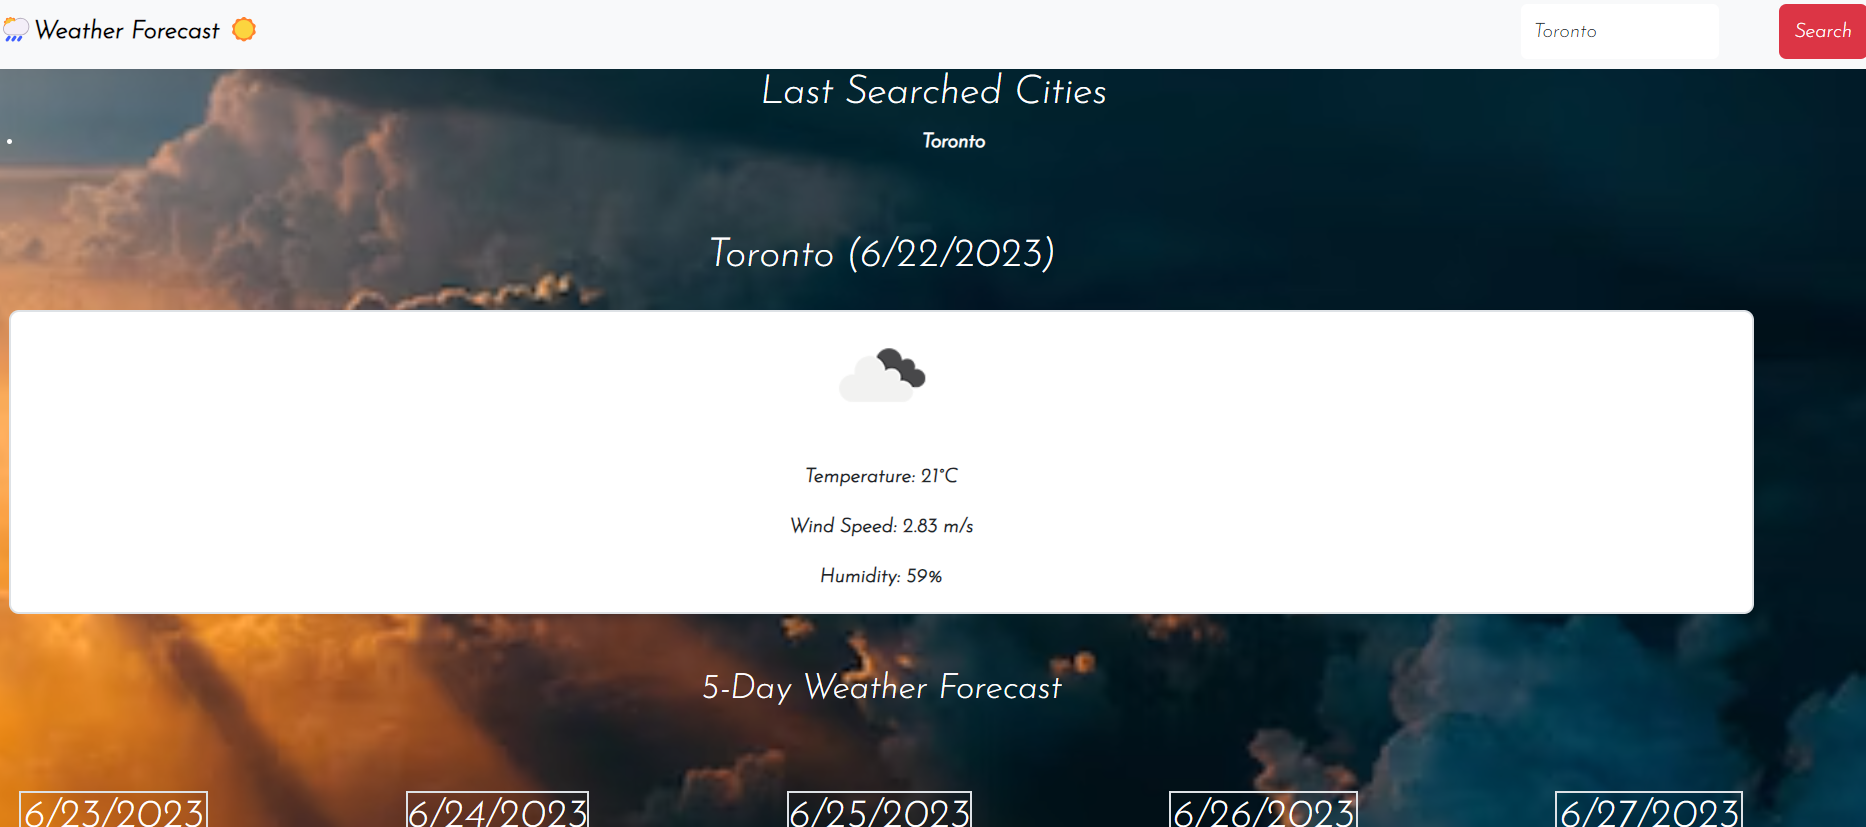 Weather Forecast
Toronto
Search
Last Searched Cities
Toronto
Toronto (6/22/2023)
Temperature: 21°C
Wind Speed: 2.83 m/s
Humidity: 59%
5-Day Weather Forecast
6/23/2023 6/24/2023 6/25/2023 6/26/2023 6/27/2023